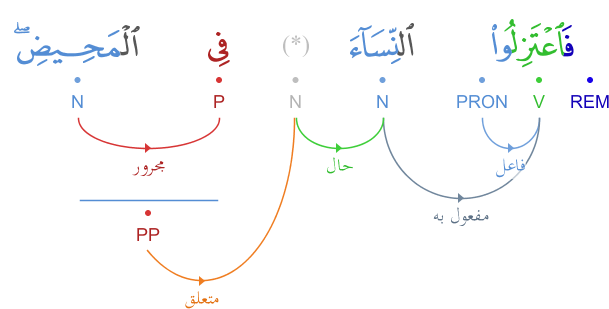 فَٱعْتَزِلُوا۟ ٱلنِّسَآءَ (*) فِى ٱلْمَحِيضِ ۖ
REM V PRON N N P N
فاعل حال مجرور
مفعول به
PP
متعلق